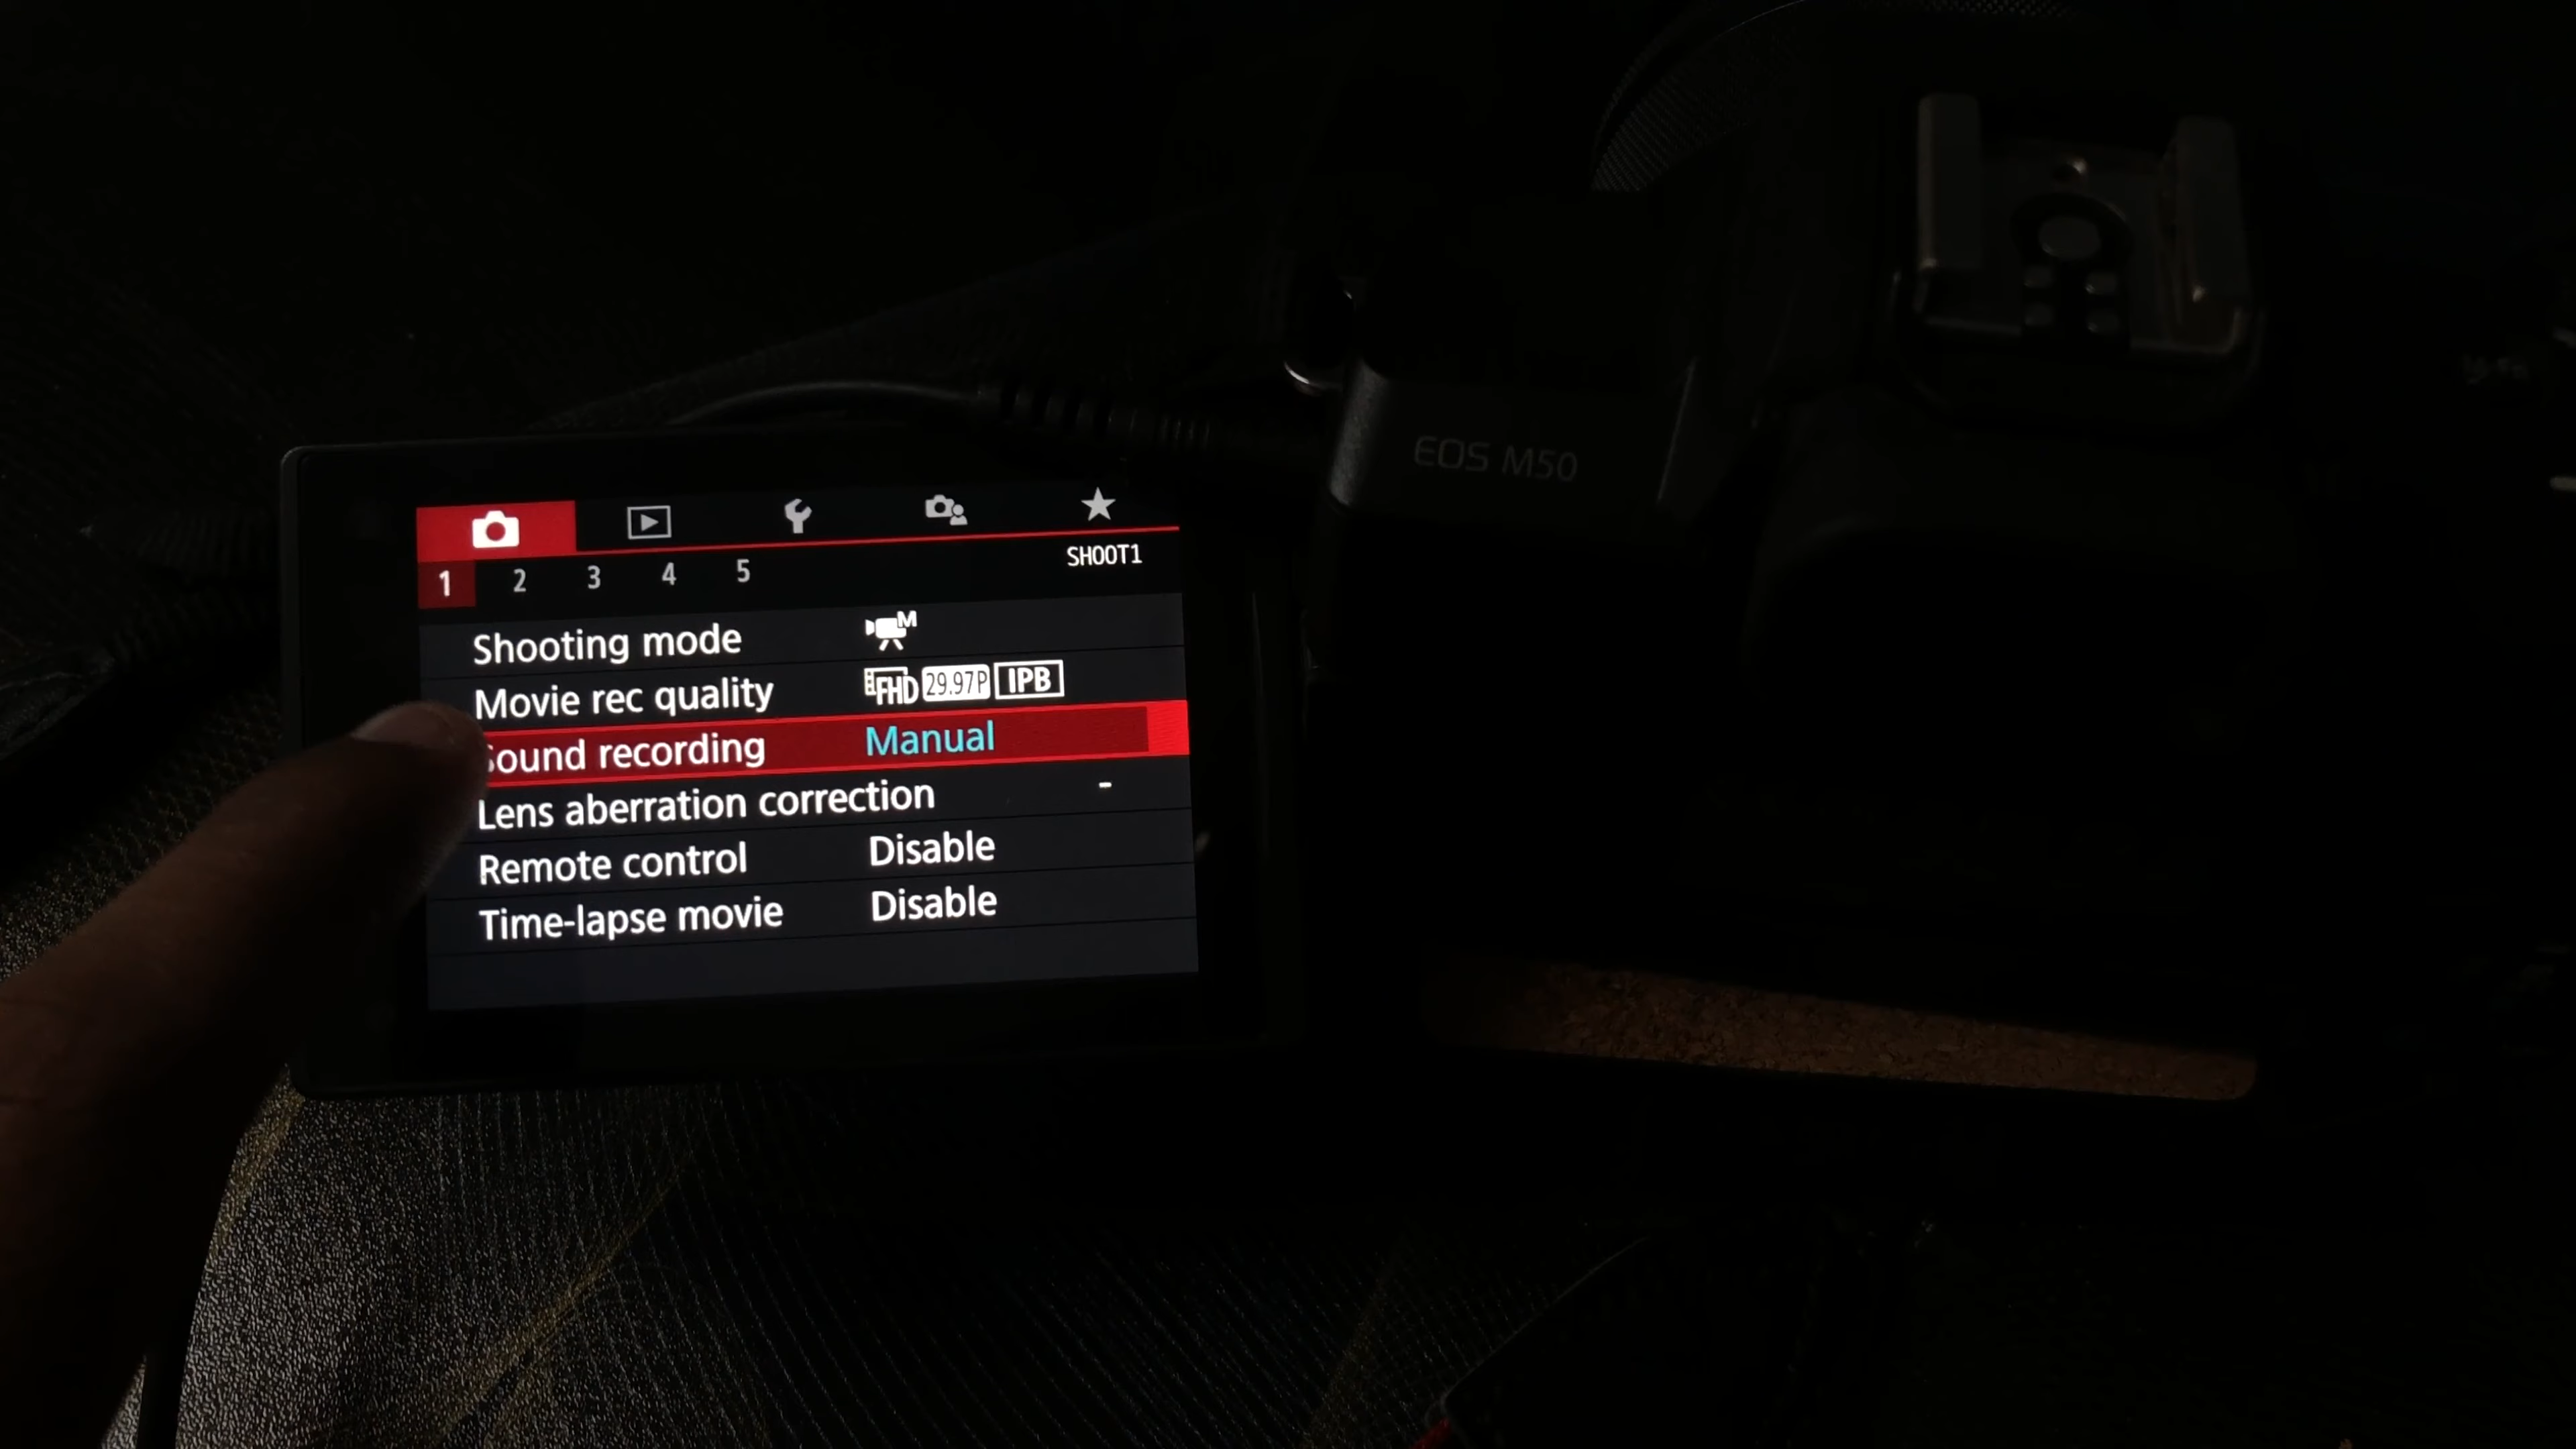 EOS M50
SHOOT1
1 2 3 4 5
Shooting mode M
Movie rec quality FHD 29.97P IPB
Sound recording Manual
Lens aberration correction -
Remote control Disable
Time-lapse movie Disable